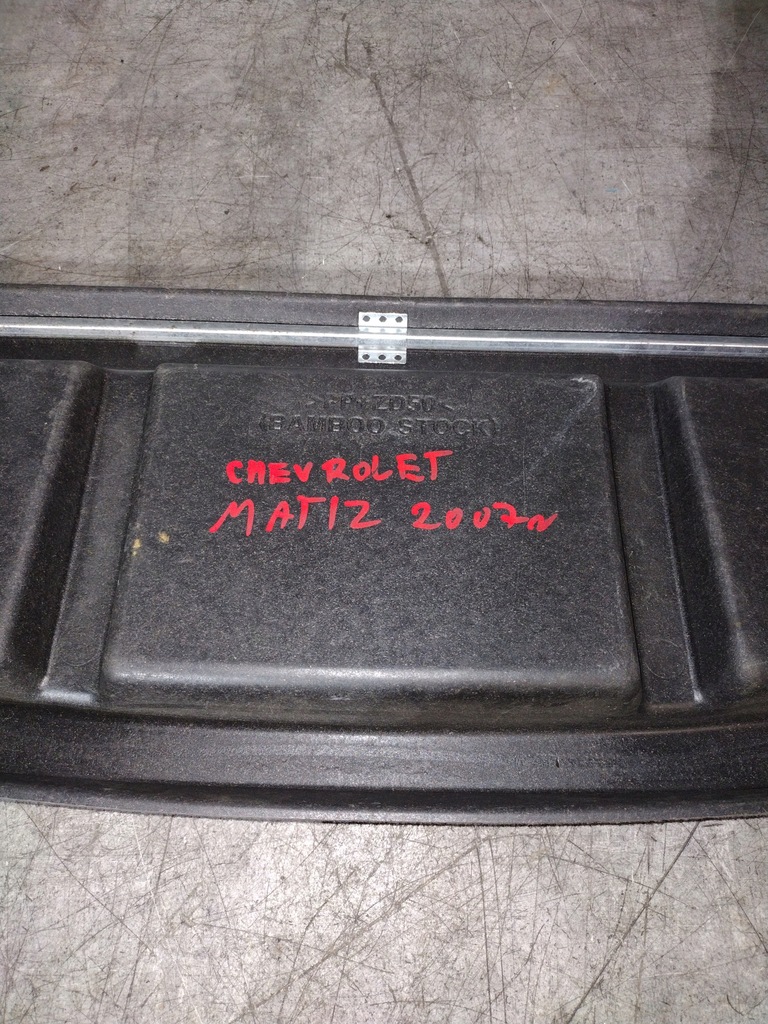 >PP+ZD50<
(BAMBOO STOCK)
CHEVROLET
MATIZ 2007r